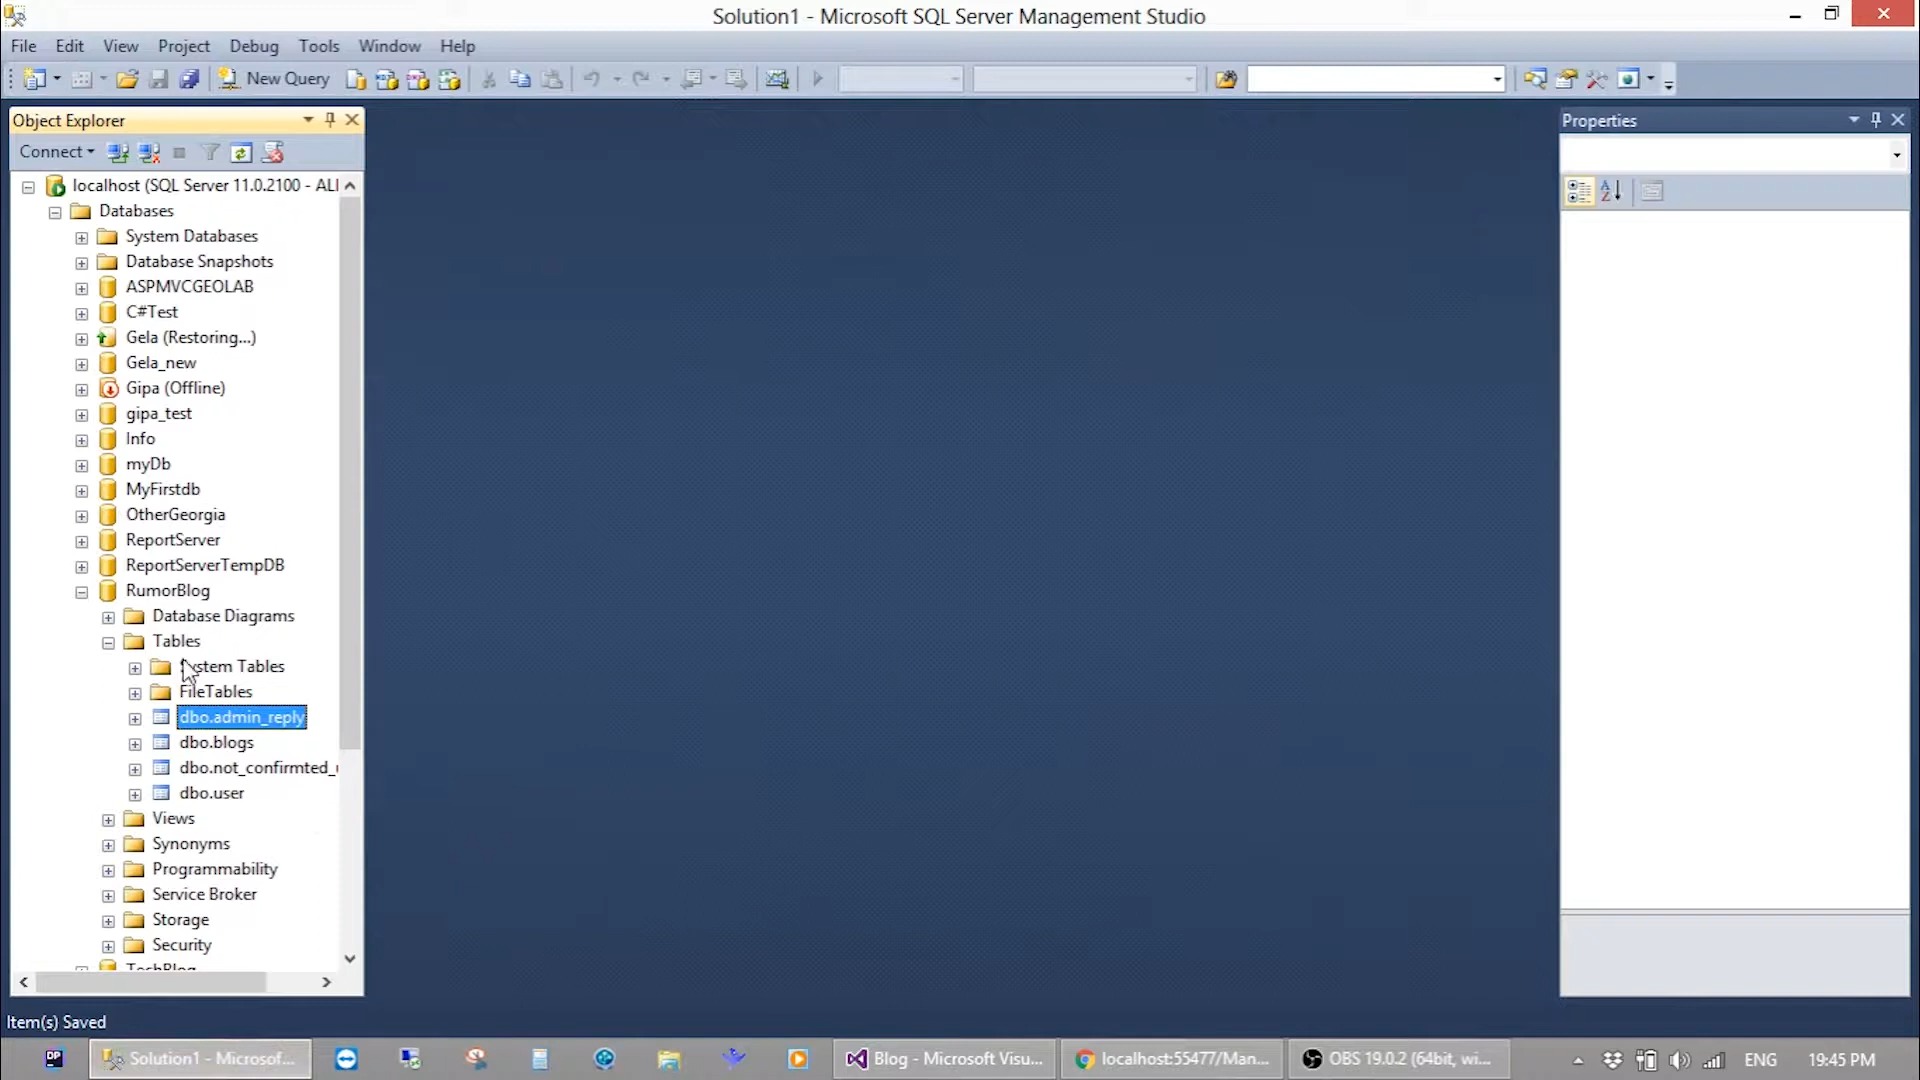 Solution1 - Microsoft SQL Server Management Studio
File Edit View Project Debug Tools Window Help
New Query
Object Explorer
Connect
localhost (SQL Server 11.0.2100 - ALI
Databases
System Databases
Database Snapshots
ASPMVCGEOLAB
C#Test
Gela (Restoring...)
Gela_new
Gipa (Offline)
gipa_test
Info
myDb
MyFirstdb
OtherGeorgia
ReportServer
ReportServerTempDB
RumorBlog
Database Diagrams
Tables
System Tables
FileTables
dbo.admin_reply
dbo.blogs
dbo.not_confirmted_
dbo.user
Views
Synonyms
Programmability
Service Broker
Storage
Security
TechBlog
Properties
Item(s) Saved
DP
Solution1 - Microsof...
Blog - Microsoft Visu...
localhost:55477/Man...
OBS 19.0.2 (64bit, wi...
ENG
19:45 PM